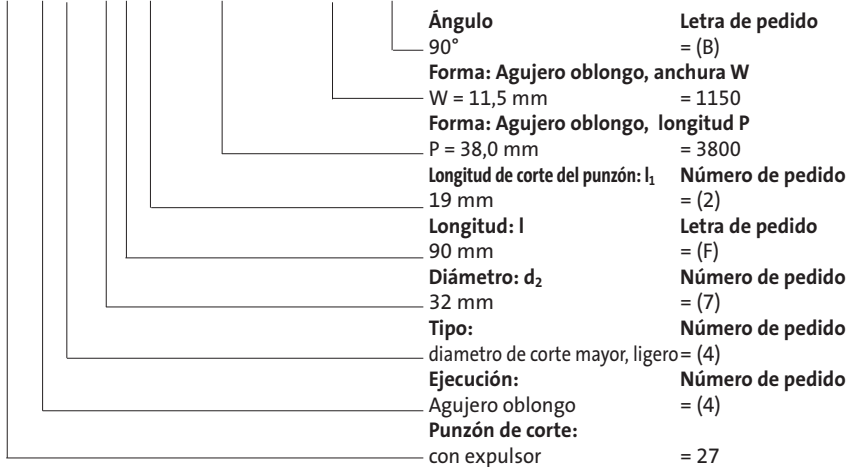 Ángulo Letra de pedido
90° = (B)
Forma: Agujero oblongo, anchura W
W = 11,5 mm = 1150
Forma: Agujero oblongo, longitud P
P = 38,0 mm = 3800
Longitud de corte del punzón: l₁ Número de pedido
19 mm = (2)
Longitud: l Letra de pedido
90 mm = (F)
Diámetro: d₂ Número de pedido
32 mm = (7)
Tipo: Número de pedido
diametro de corte mayor, ligero = (4)
Ejecución: Número de pedido
Agujero oblongo = (4)
Punzón de corte:
con expulsor = 27